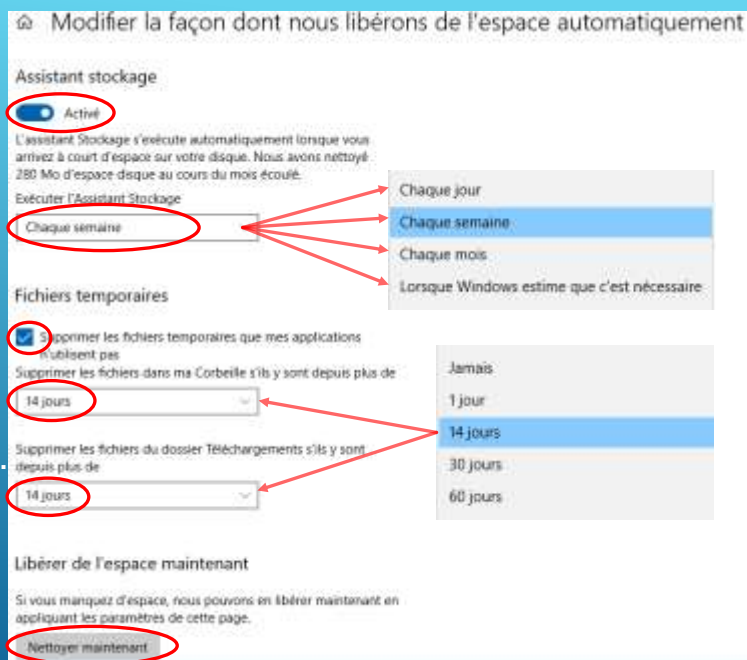 Modifier la façon dont nous libérons de l'espace automatiquement
Assistant stockage
Activé
L'assistant Stockage s'exécute automatiquement lorsque vous
arrivez à court d'espace sur votre disque. Nous avons nettoyé
280 Mo d'espace disque au cours du mois écoulé.
Exécuter l'Assistant Stockage
Chaque semaine
Chaque jour
Chaque semaine
Chaque mois
Lorsque Windows estime que c'est nécessaire
Fichiers temporaires
Supprimer les fichiers temporaires que mes applications
n'utilisent pas
Supprimer les fichiers dans ma Corbeille s'ils y sont depuis plus de
14 jours
Supprimer les fichiers du dossier Téléchargements s'ils y sont
depuis plus de
14 jours
Jamais
1 jour
14 jours
30 jours
60 jours
Libérer de l'espace maintenant
Si vous manquez d'espace, nous pouvons en libérer maintenant en
appliquant les paramètres de cette page.
Nettoyer maintenant